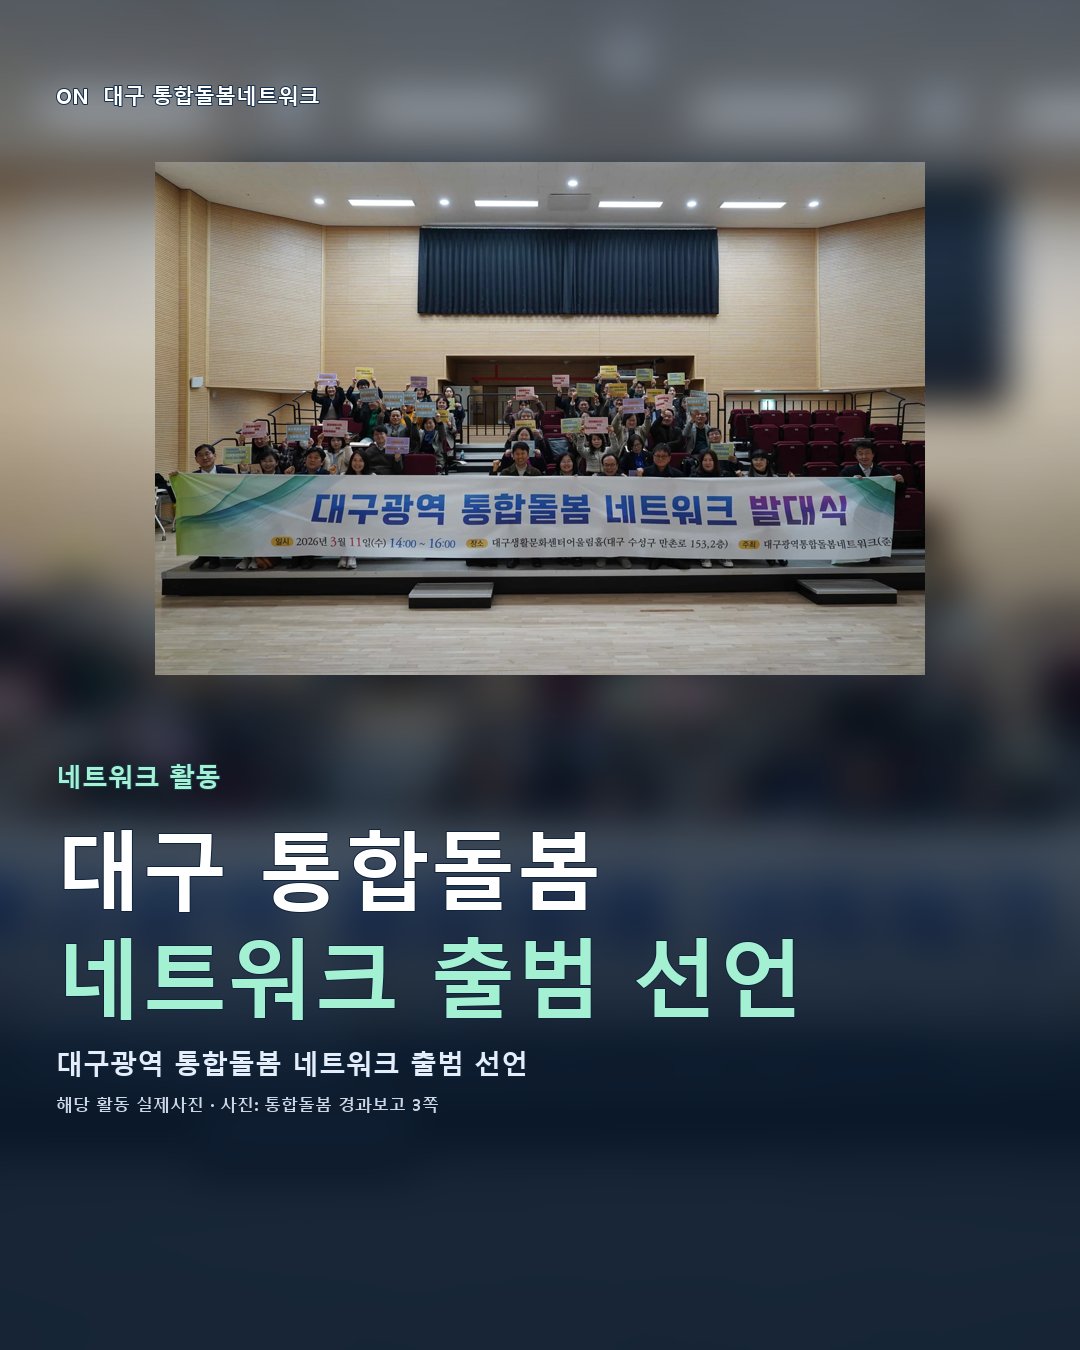 ON 대구 통합돌봄네트워크
대구광역 통합돌봄 네트워크 발대식
일시 2026년 3월 11일(수) 14:00 ~ 16:00 장소 대구생활문화센터어울림홀(대구 수성구 만촌로 153,2층) 주최 대구광역통합돌봄네트워크(준
네트워크 활동
대구 통합돌봄
네트워크 출범 선언
대구광역 통합돌봄 네트워크 출범 선언
해당 활동 실제사진 · 사진: 통합돌봄 경과보고 3쪽